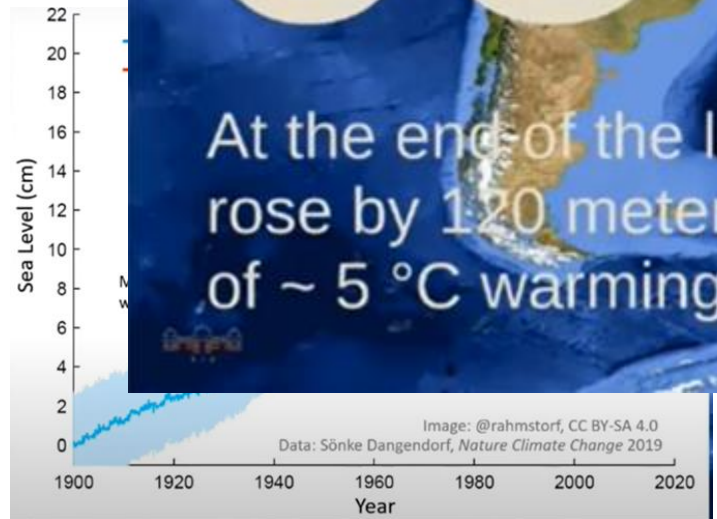 22
20
18
16
14
12
10
8
6
4
2
0
Sea Level (cm)
At the end of the
rose by 120
of ~ 5 °C warming
Image: @rahmstorf, CC BY-SA 4.0
Data: Sönke Dangendorf, Nature Climate Change 2019
1900 1920 1940 1960 1980 2000 2020
Year